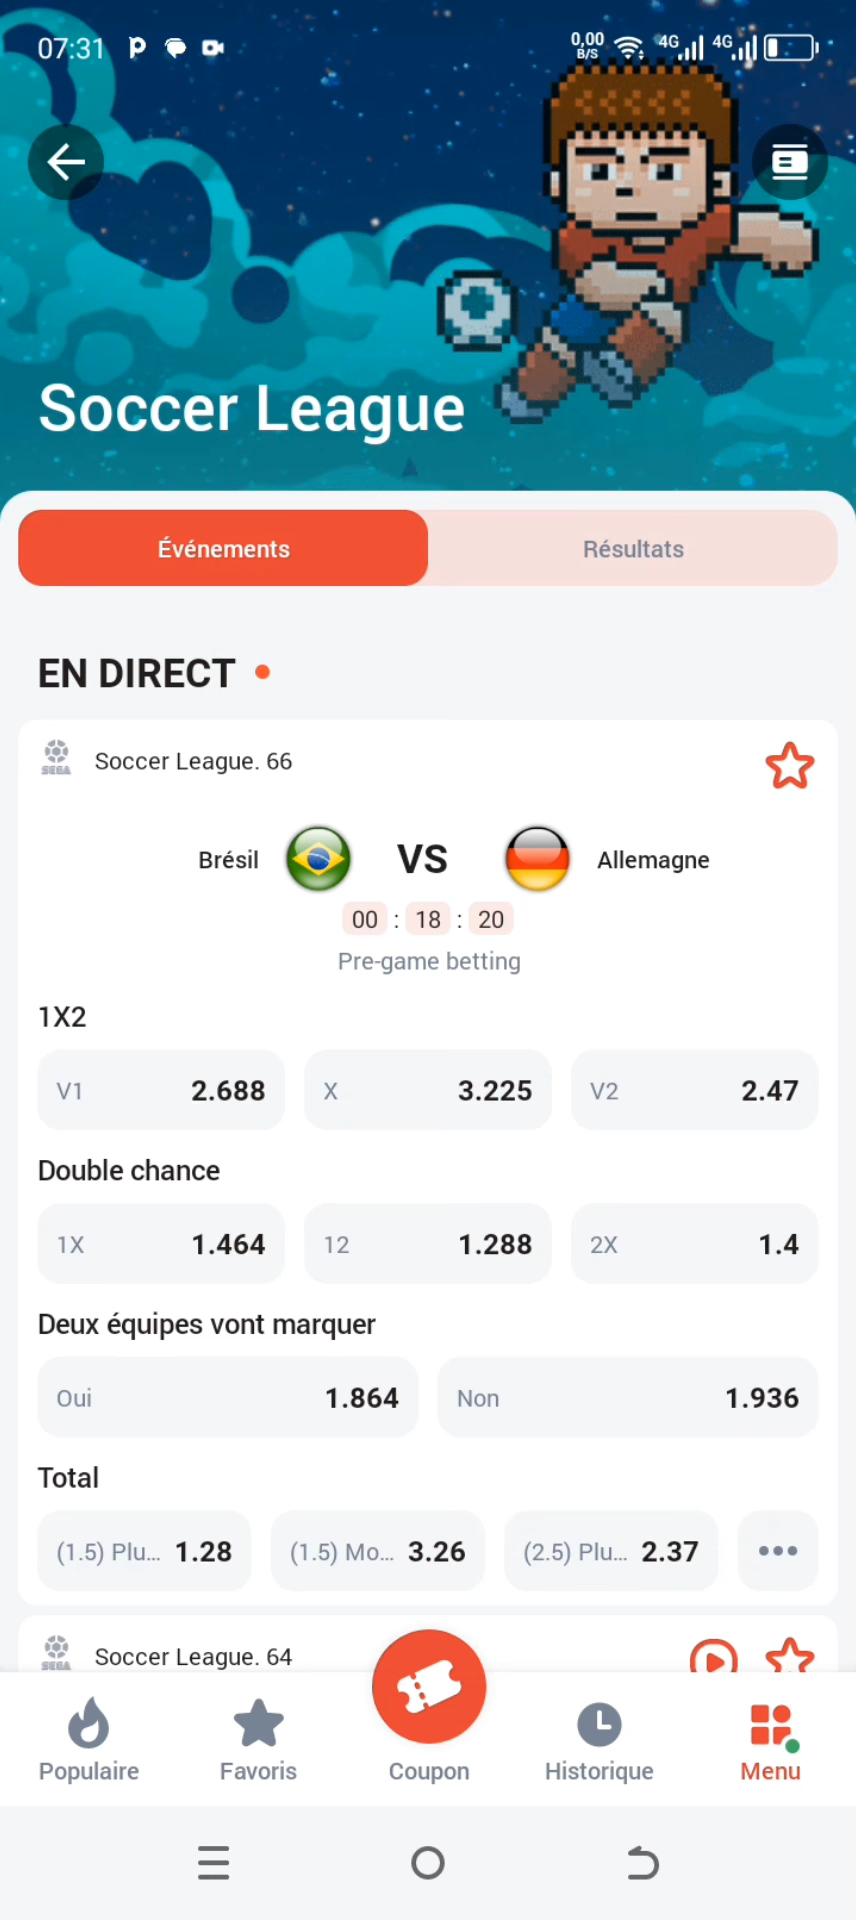 07:31
0,00 B/S 4G 4G
Soccer League
Événements Résultats
EN DIRECT
SEGA Soccer League. 66
Brésil VS Allemagne
00 : 18 : 20
Pre-game betting
1X2
V1 2.688 X 3.225 V2 2.47
Double chance
1X 1.464 12 1.288 2X 1.4
Deux équipes vont marquer
Oui 1.864 Non 1.936
Total
(1.5) Plu... 1.28 (1.5) Mo... 3.26 (2.5) Plu... 2.37
SEGA Soccer League. 64
Populaire Favoris Coupon Historique Menu